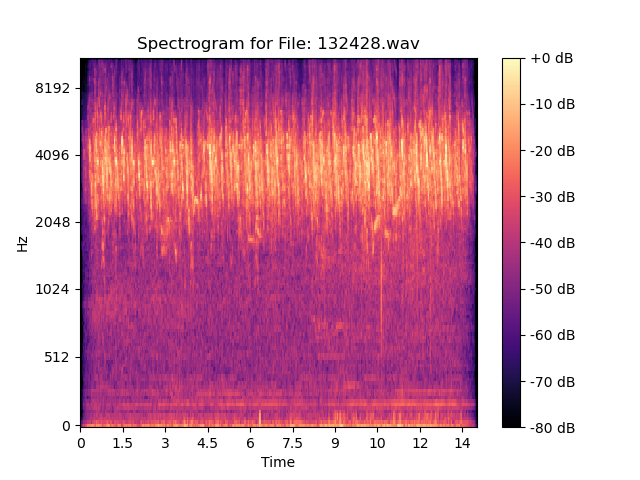 Spectrogram for File: 132428.wav
8192
4096
2048
1024
512
0
Hz
0 1.5 3 4.5 6 7.5 9 10 12 14
Time
+0 dB
-10 dB
-20 dB
-30 dB
-40 dB
-50 dB
-60 dB
-70 dB
-80 dB